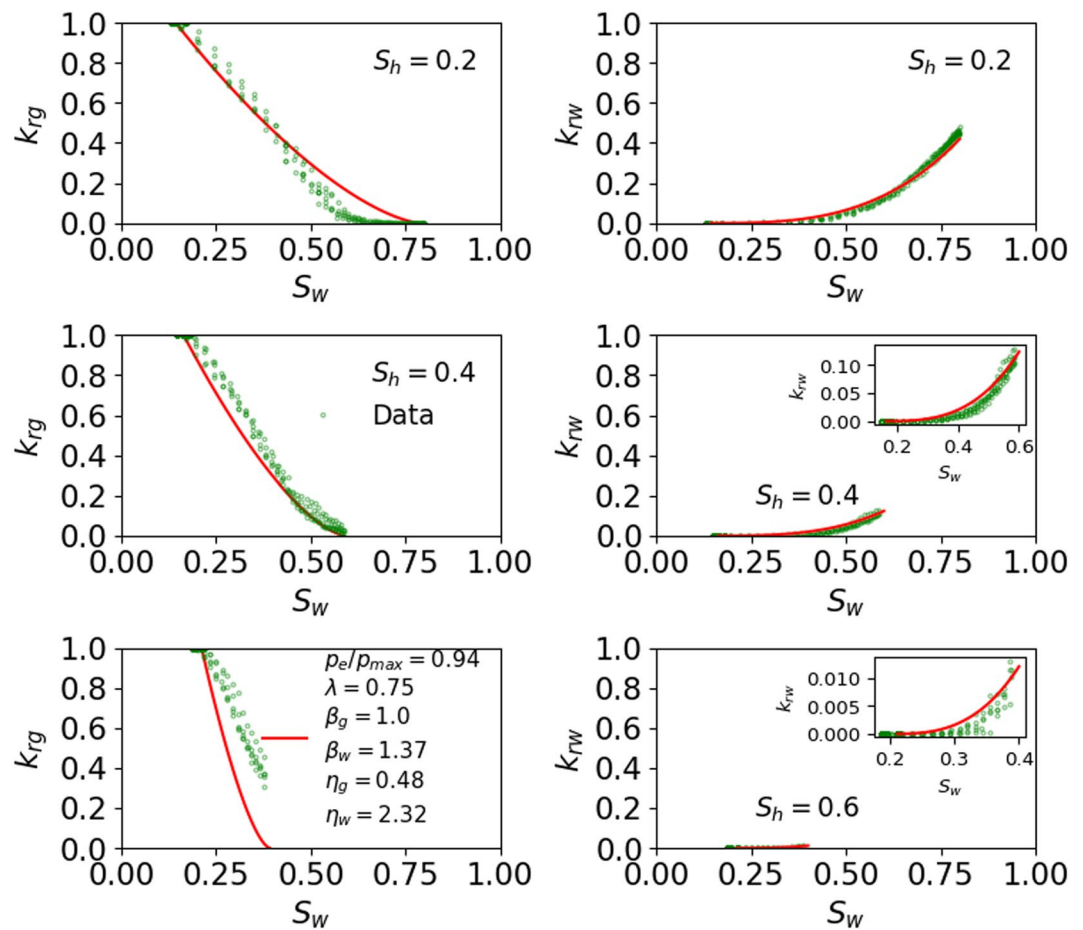 1.0
0.8
0.6
0.4
0.2
0.0
k_rg
S_h = 0.2
0.00 0.25 0.50 0.75 1.00
S_w
1.0
0.8
0.6
0.4
0.2
0.0
k_rw
S_h = 0.2
0.00 0.25 0.50 0.75 1.00
S_w
1.0
0.8
0.6
0.4
0.2
0.0
k_rg
S_h = 0.4
Data
0.00 0.25 0.50 0.75 1.00
S_w
1.0
0.8
0.6
0.4
0.2
0.0
k_rw
0.10
0.05
0.00
k_rw
0.2 0.4 0.6
S_w
S_h = 0.4
0.00 0.25 0.50 0.75 1.00
S_w
1.0
0.8
0.6
0.4
0.2
0.0
k_rg
p_e/p_max = 0.94
λ = 0.75
β_g = 1.0
β_w = 1.37
η_g = 0.48
η_w = 2.32
0.00 0.25 0.50 0.75 1.00
S_w
1.0
0.8
0.6
0.4
0.2
0.0
k_rw
0.010
0.005
0.000
k_rw
0.2 0.3 0.4
S_w
S_h = 0.6
0.00 0.25 0.50 0.75 1.00
S_w